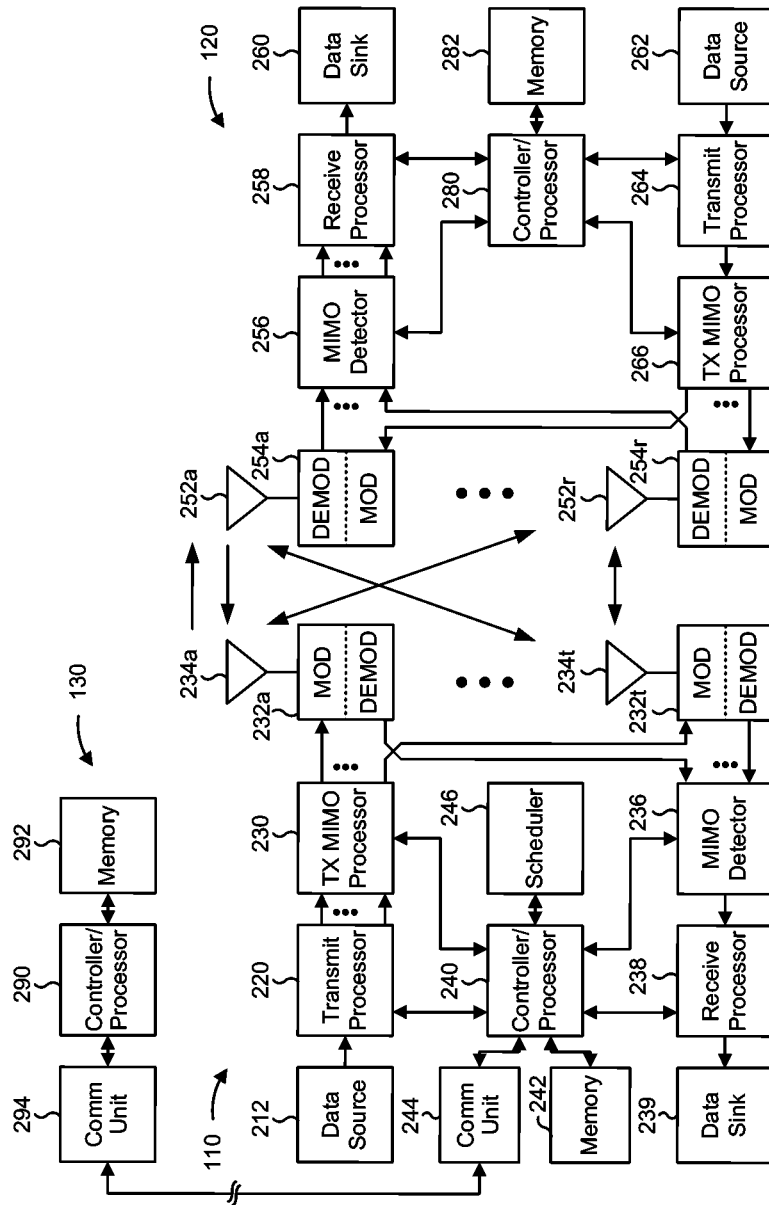 130
294
290
292
Comm
Unit
Controller/
Processor
Memory
110
120
212
220
230
234a
252a
256
258
260
Data
Source
Transmit
Processor
TX MIMO
Processor
232a
MOD
DEMOD
254a
DEMOD
MOD
MIMO
Detector
Receive
Processor
Data
Sink
244
240
246
280
282
Comm
Unit
Controller/
Processor
Scheduler
Controller/
Processor
Memory
242
Memory
239
238
236
234t
252r
266
264
262
Data
Sink
Receive
Processor
MIMO
Detector
232t
MOD
DEMOD
254r
DEMOD
MOD
TX MIMO
Processor
Transmit
Processor
Data
Source